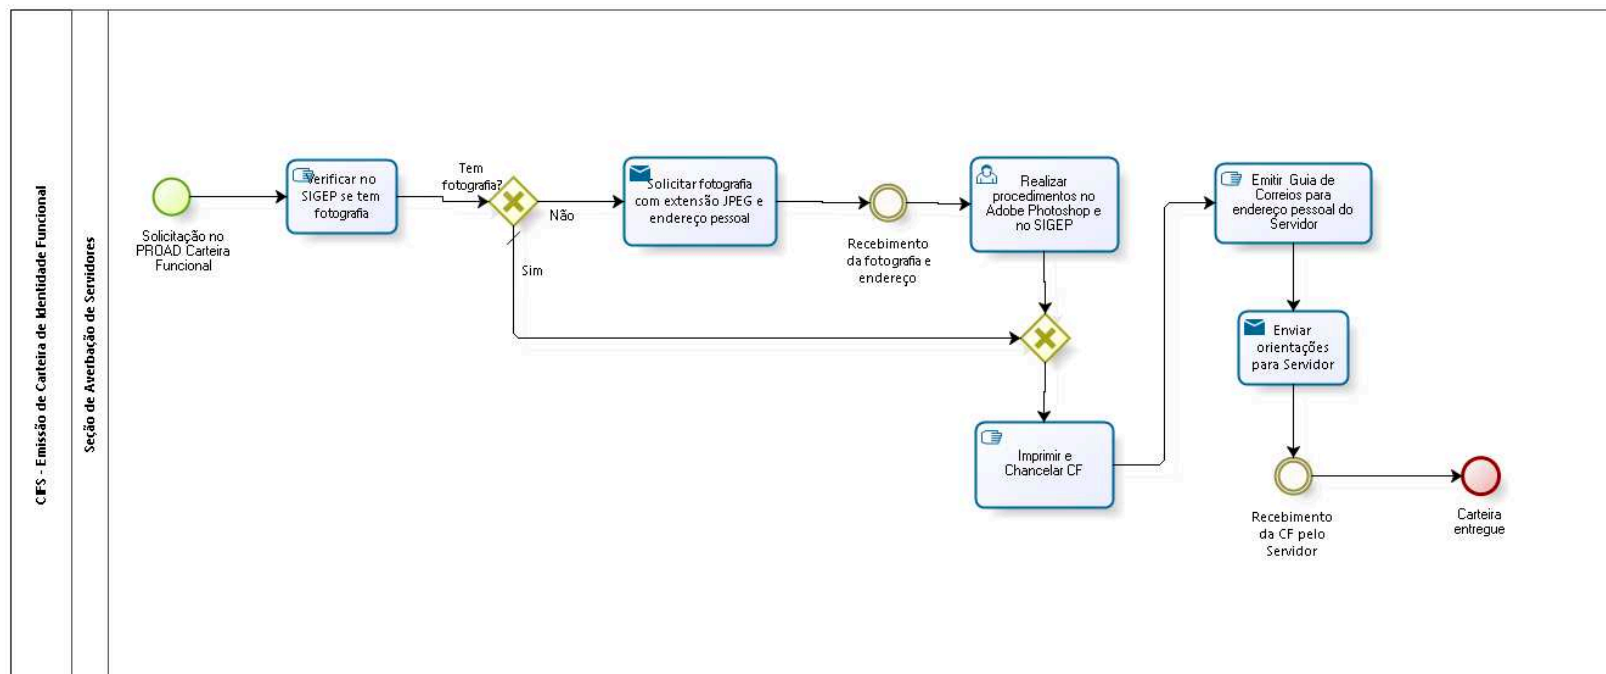 CIFS - Emissão de Carteira de Identidade Funcional
Seção de Averbação de Servidores
Solicitação no
PROAD Carteira
Funcional
Verificar no
SIGEP se tem
fotografia
Tem
fotografia?
Não
Sim
Solicitar fotografia
com extensão JPEG e
endereço pessoal
Recebimento
da fotografia e
endereço
Realizar
procedimentos no
Adobe Photoshop e
no SIGEP
Imprimir e
Chancelar CF
Emitir Guia de
Correios para
endereço pessoal do
Servidor
Enviar
orientações
para Servidor
Recebimento
da CF pelo
Servidor
Carteira
entregue